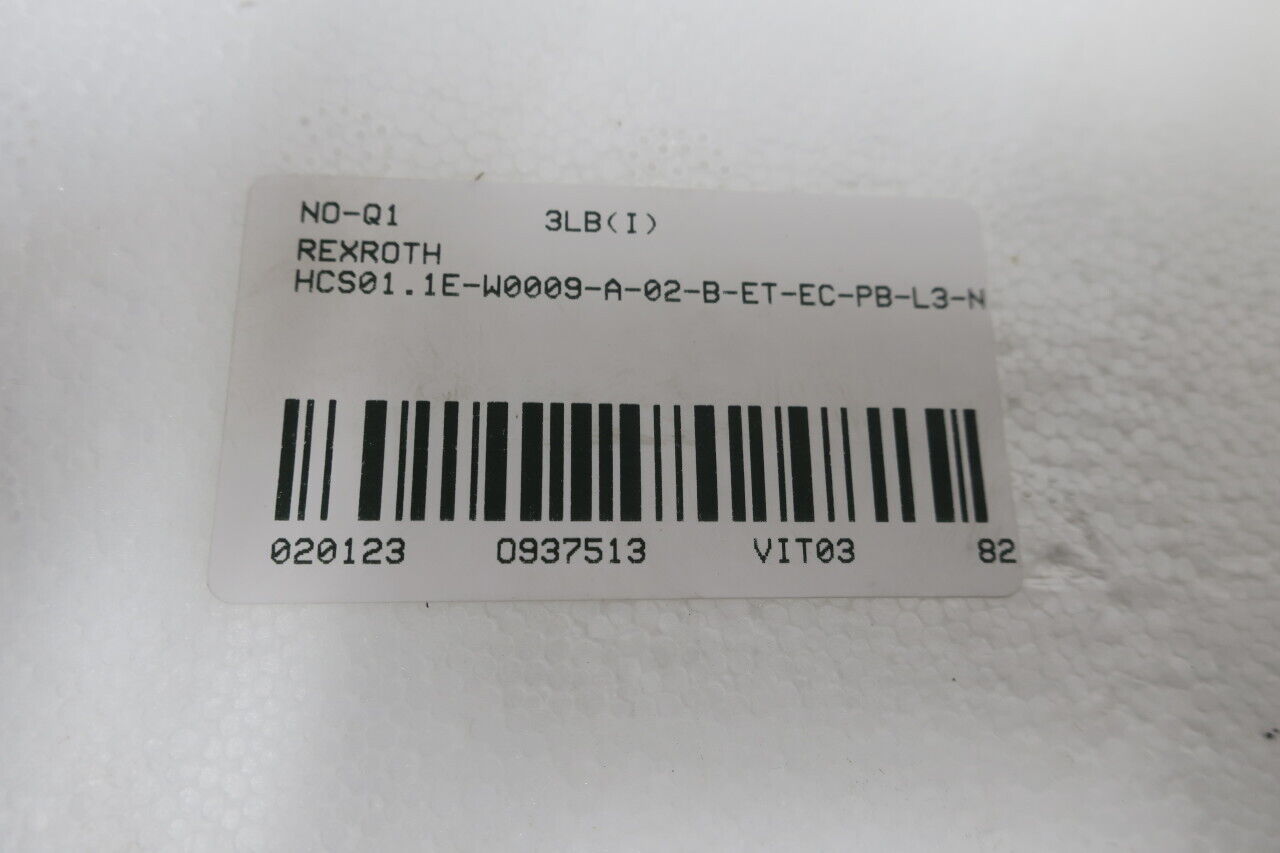 NO-Q1 3LB(I)
REXROTH
HCS01.1E-W0009-A-02-B-ET-EC-PB-L3-N
020123 0937513 VIT03 82